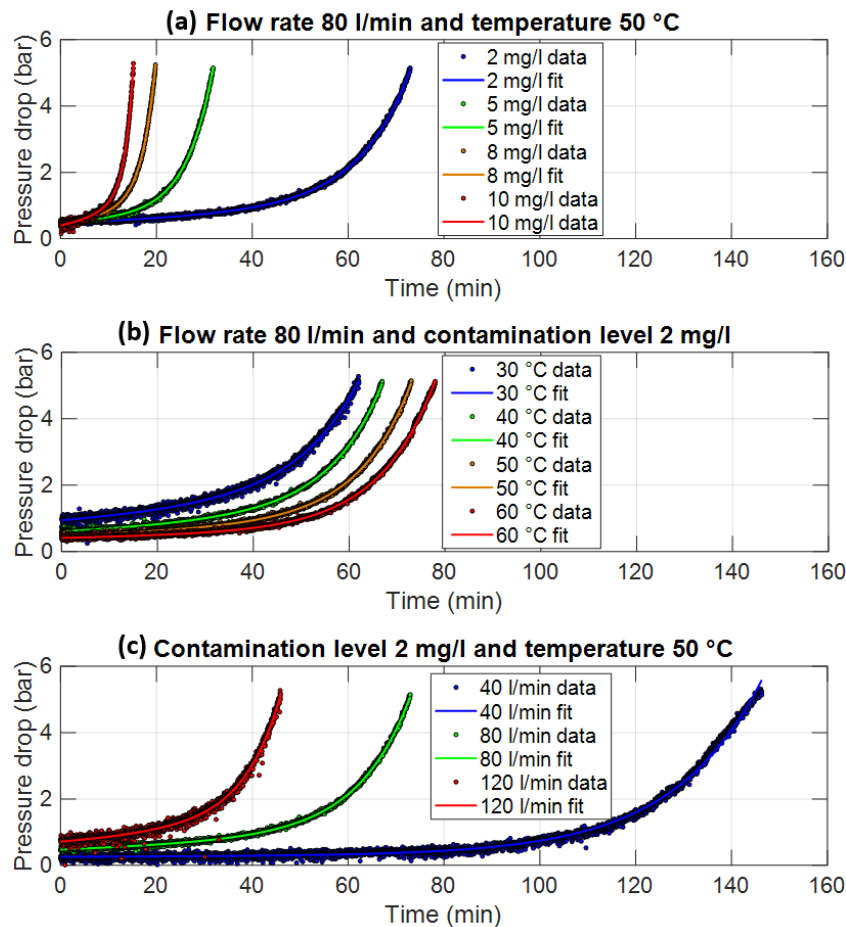 (a) Flow rate 80 l/min and temperature 50 °C
Pressure drop (bar)
6
4
2
0
2 mg/l data
2 mg/l fit
5 mg/l data
5 mg/l fit
8 mg/l data
8 mg/l fit
10 mg/l data
10 mg/l fit
0 20 40 60 80 100 120 140 160
Time (min)
(b) Flow rate 80 l/min and contamination level 2 mg/l
Pressure drop (bar)
6
4
2
0
30 °C data
30 °C fit
40 °C data
40 °C fit
50 °C data
50 °C fit
60 °C data
60 °C fit
0 20 40 60 80 100 120 140 160
Time (min)
(c) Contamination level 2 mg/l and temperature 50 °C
Pressure drop (bar)
6
4
2
0
40 l/min data
40 l/min fit
80 l/min data
80 l/min fit
120 l/min data
120 l/min fit
0 20 40 60 80 100 120 140 160
Time (min)